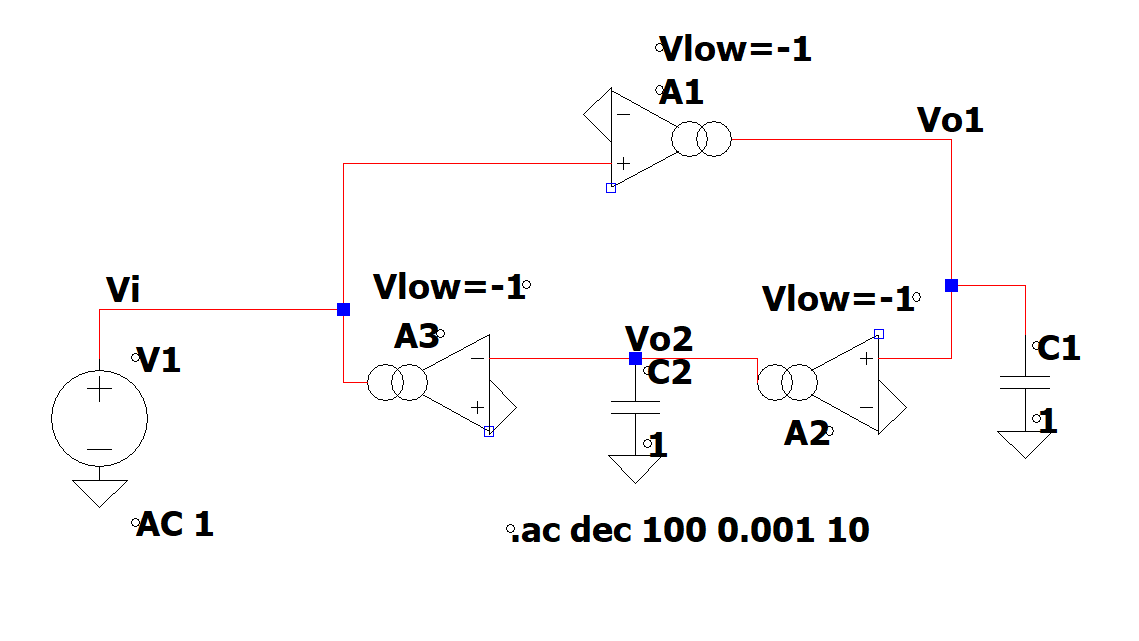 Vlow=-1
A1
Vo1
Vi
Vlow=-1
Vlow=-1
A3
Vo2
V1
C1
C2
1
A2
1
AC 1
.ac dec 100 0.001 10